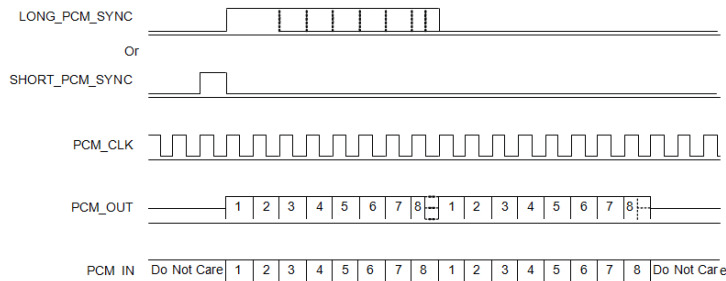 LONG_PCM_SYNC
Or
SHORT_PCM_SYNC
PCM_CLK
PCM_OUT 1 2 3 4 5 6 7 8 1 2 3 4 5 6 7 8
PCM IN Do Not Care 1 2 3 4 5 6 7 8 1 2 3 4 5 6 7 8 Do Not Care